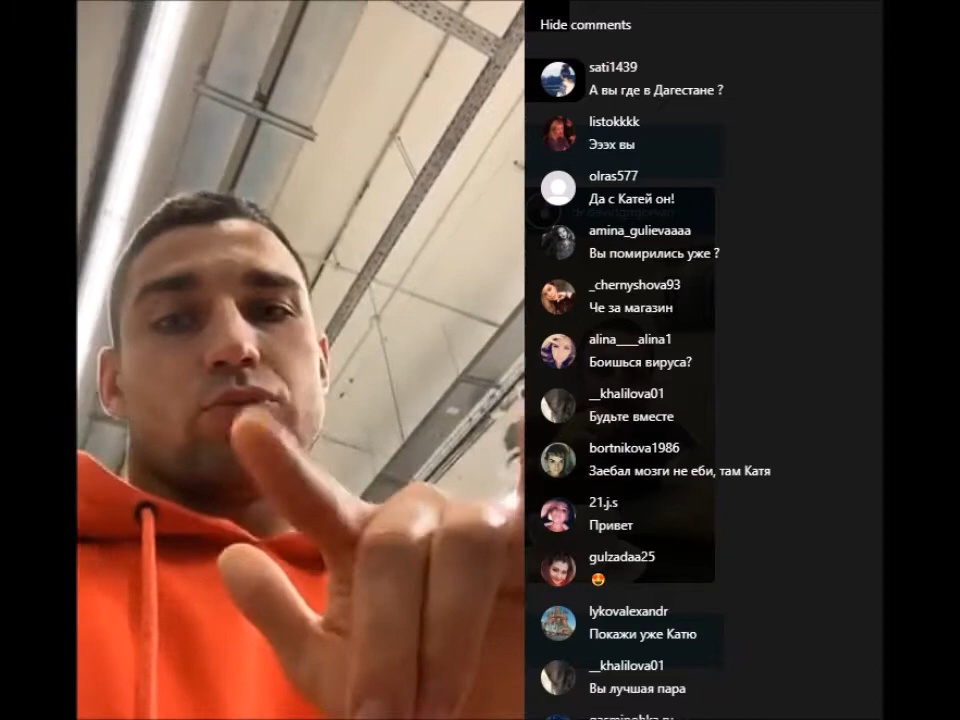 Hide comments
sati1439
А вы где в Дагестане ?
listokkkk
Эээх вы
olras577
Да с Катей он!
amina_gulievaaaa
Вы помирились уже ?
_chernyshova93
Че за магазин
alina____alina1
Боишься вируса?
__khalilova01
Будьте вместе
bortnikova1986
Заебал мозги не еби, там Катя
21.j.s
Привет
gulzadaa25
😍
lykovalexandr
Покажи уже Катю
__khalilova01
Вы лучшая пара